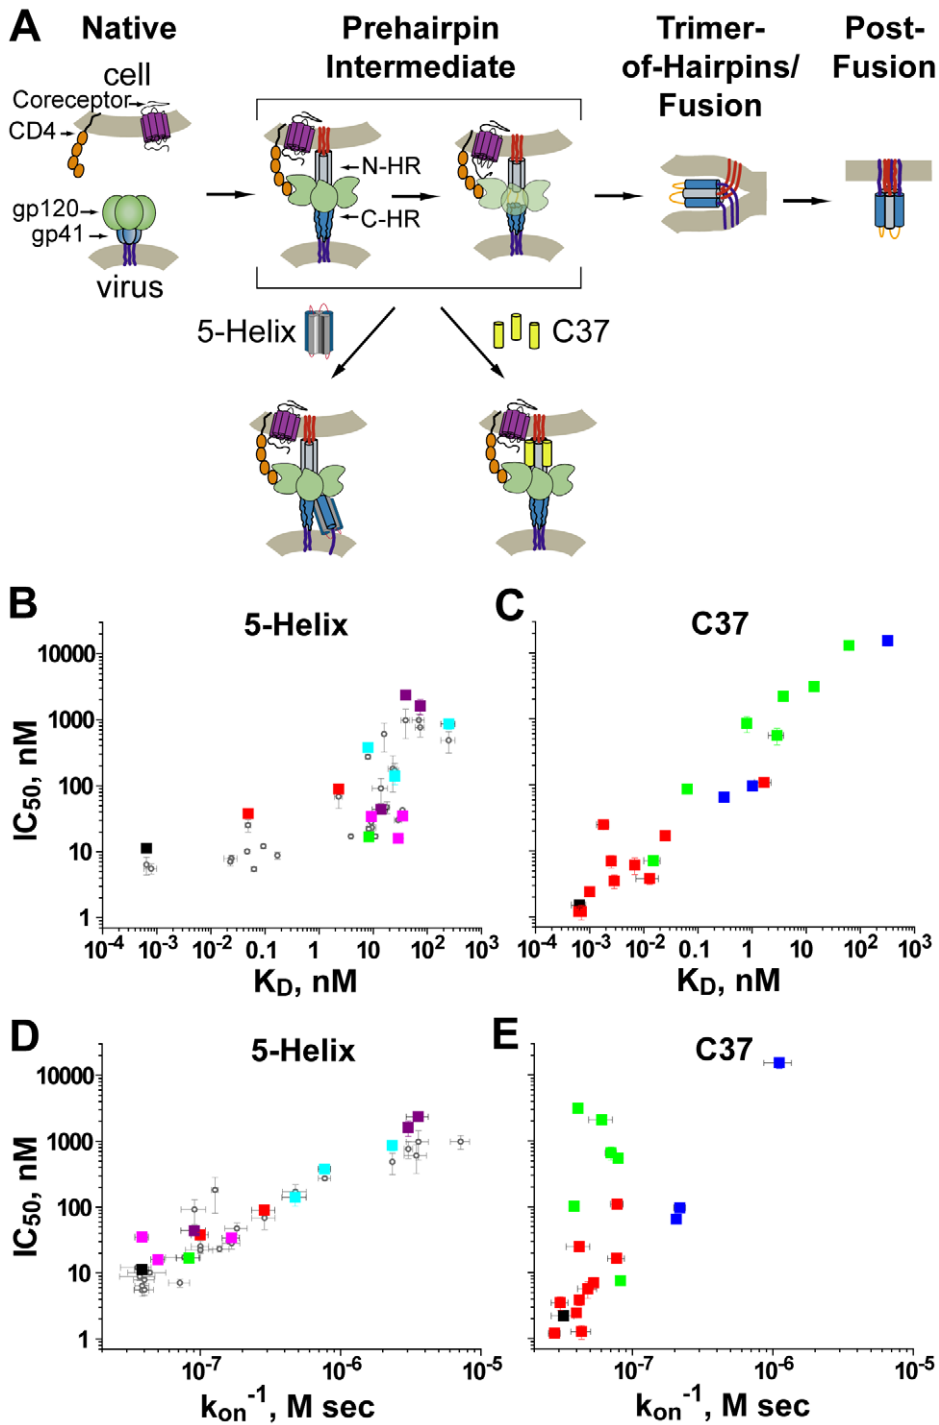 A
Native
Prehairpin
Intermediate
Trimer-
of-Hairpins/
Fusion
Post-
Fusion
cell
Coreceptor
CD4
gp120
gp41
virus
N-HR
C-HR
5-Helix
C37
B
5-Helix
IC50, nM
10000
1000
100
10
1
10-4 10-3 10-2 0.1 1 10 102 103
KD, nM
C
C37
10-4 10-3 10-2 0.1 1 10 102 103
KD, nM
D
5-Helix
IC50, nM
10000
1000
100
10
1
10-7 10-6 10-5
kon-1, M sec
E
C37
10-7 10-6 10-5
kon-1, M sec